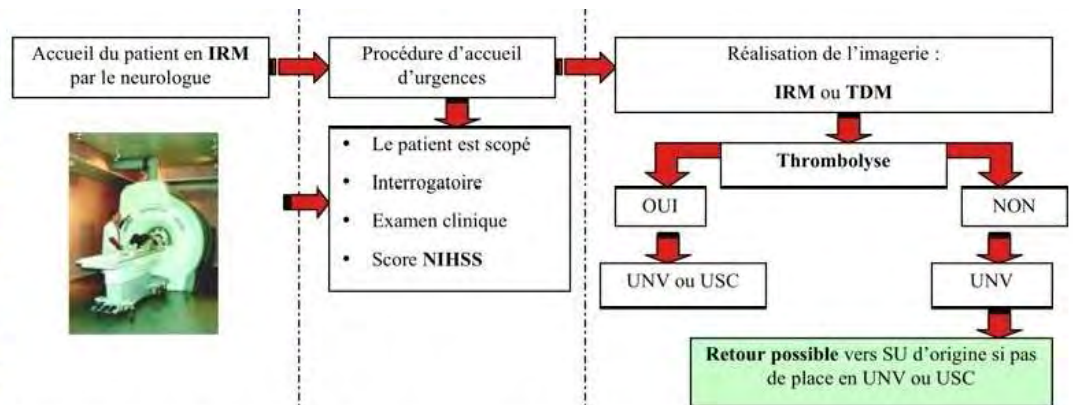 Accueil du patient en IRM
par le neurologue
Procédure d'accueil
d'urgences
• Le patient est scopé
• Interrogatoire
• Examen clinique
• Score NIHSS
Réalisation de l'imagerie :
IRM ou TDM
Thrombolyse
OUI
NON
UNV ou USC
UNV
Retour possible vers SU d'origine si pas
de place en UNV ou USC